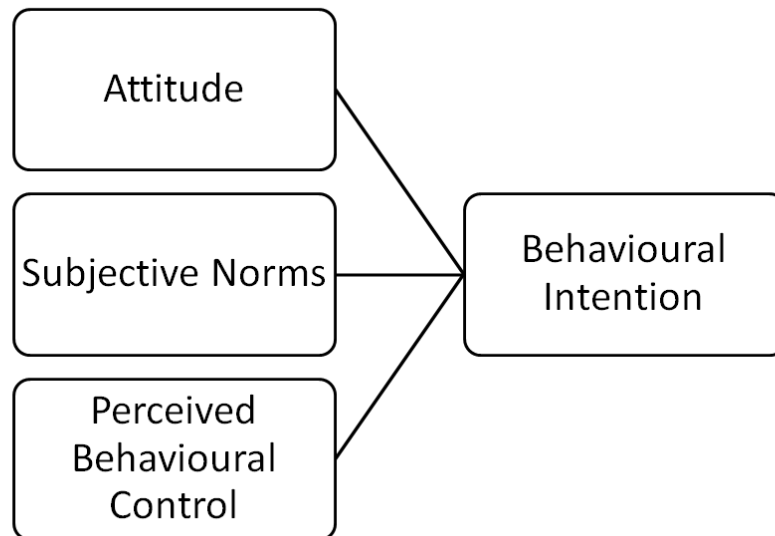 Attitude
Subjective Norms
Behavioural
Intention
Perceived
Behavioural
Control